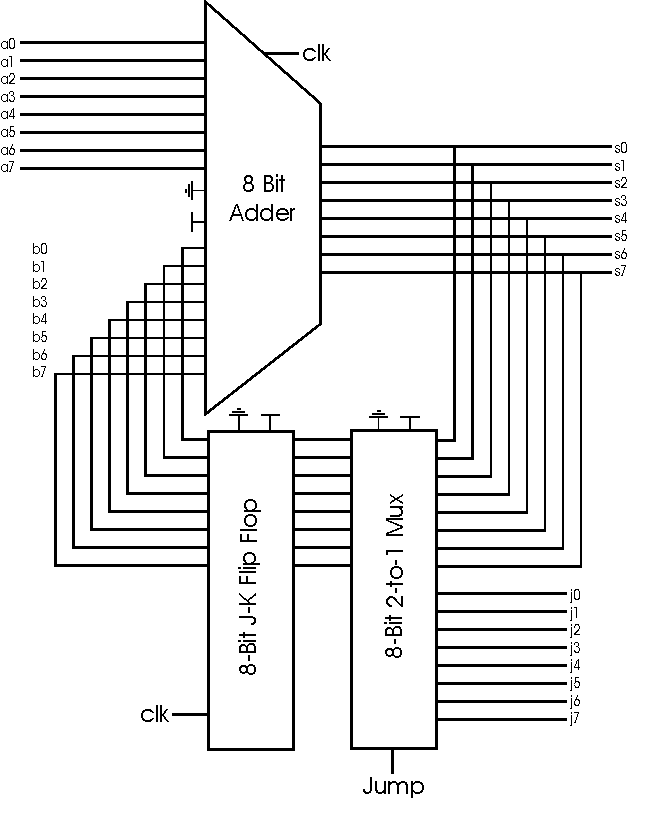 clk
a0
a1
a2
a3
a4
a5
a6
a7
8 Bit
Adder
s0
s1
s2
s3
s4
s5
s6
s7
b0
b1
b2
b3
b4
b5
b6
b7
8-Bit J-K Flip Flop
8-Bit 2-to-1 Mux
j0
j1
j2
j3
j4
j5
j6
j7
clk
Jump